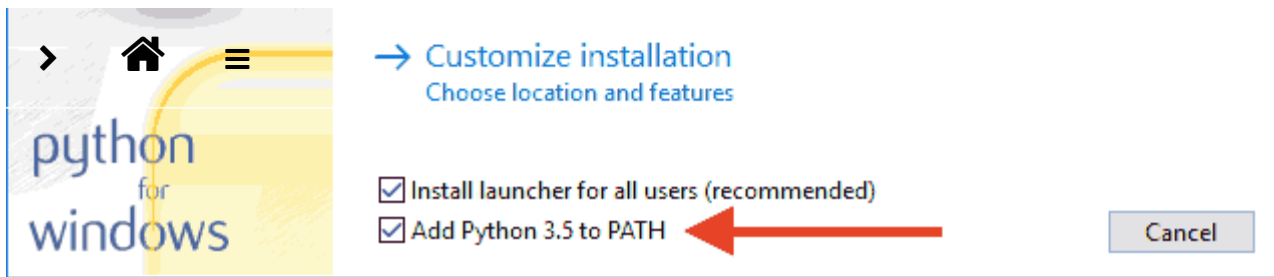 Customize installation
Choose location and features
python
for
windows
Install launcher for all users (recommended)
Add Python 3.5 to PATH
Cancel